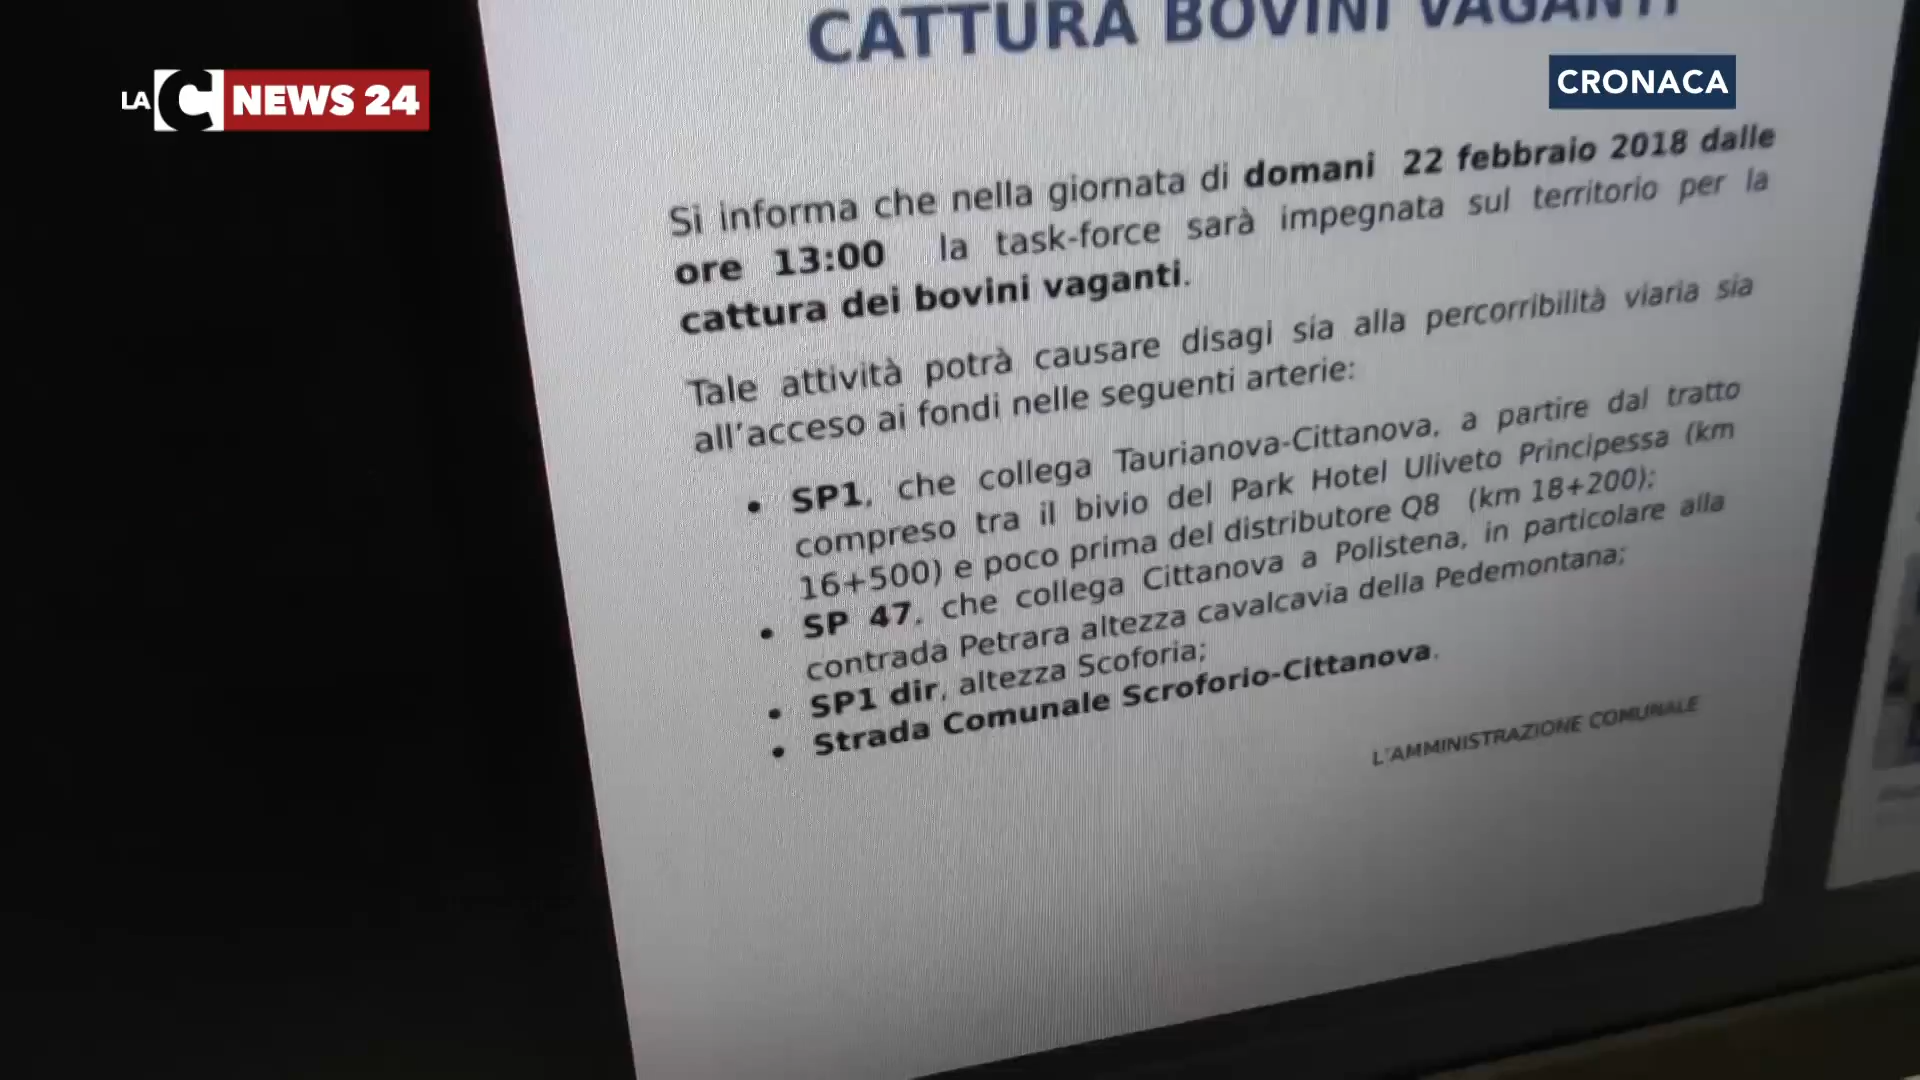 CATTURA BOVINI VAGANTI
LA C NEWS 24
CRONACA
Si informa che nella giornata di domani 22 febbraio 2018 dalle
ore 13:00 la task-force sarà impegnata sul territorio per la
cattura dei bovini vaganti.
Tale attività potrà causare disagi sia alla percorribilità viaria sia
all'acceso ai fondi nelle seguenti arterie:
• SP1, che collega Taurianova-Cittanova, a partire dal tratto
compreso tra il bivio del Park Hotel Uliveto Principessa (km
16+500) e poco prima del distributore Q8 (km 18+200);
• SP 47, che collega Cittanova a Polistena, in particolare alla
contrada Petrara altezza cavalcavia della Pedemontana;
• SP1 dir, altezza Scoforia;
• Strada Comunale Scroforio-Cittanova.
L'AMMINISTRAZIONE COMUNALE